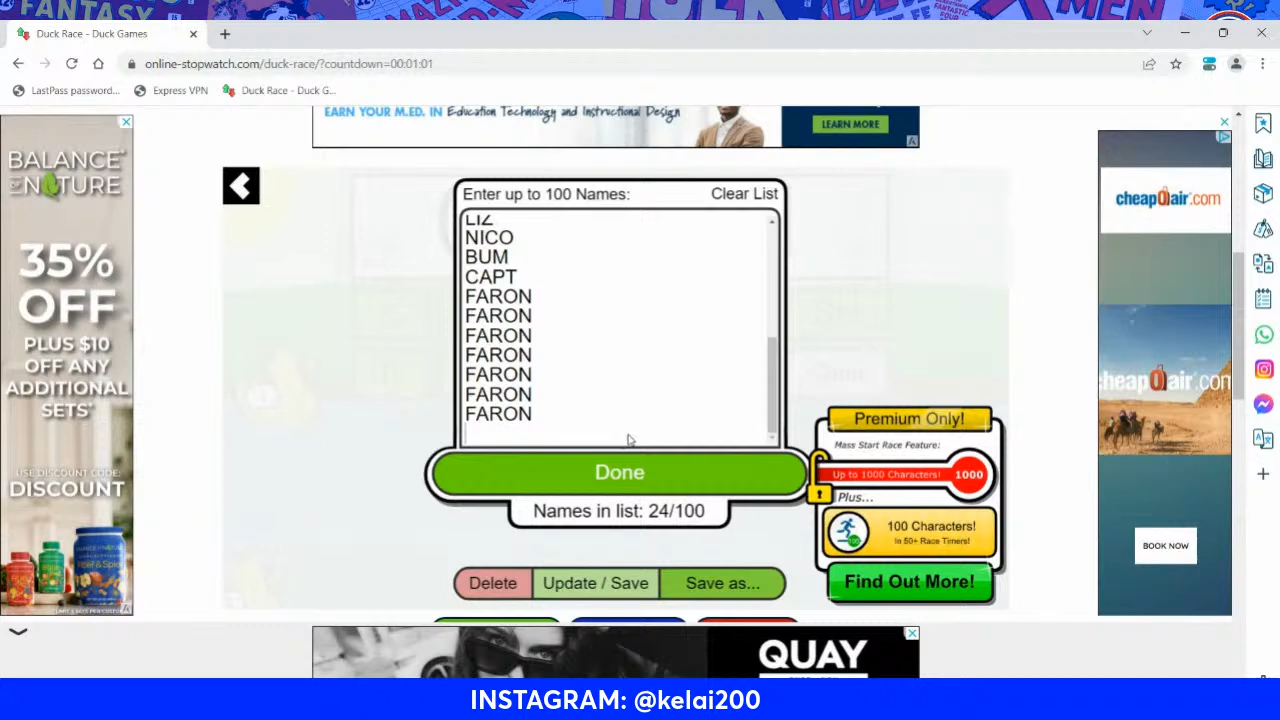 FANTASY
AMAZING
HULK
X-MEN
Duck Race - Duck Games
online-stopwatch.com/duck-race/?countdown=00:01:01
LastPass password...
Express VPN
Duck Race - Duck G...
EARN YOUR M.ED. IN Education Technology and Instructional Design
LEARN MORE
BALANCE
OF NATURE
35%
OFF
PLUS $10
OFF ANY
ADDITIONAL
SETS*
USE DISCOUNT CODE:
DISCOUNT
Enter up to 100 Names:
Clear List
LIZ
NICO
BUM
CAPT
FARON
FARON
FARON
FARON
FARON
FARON
FARON
Done
Names in list: 24/100
Delete
Update / Save
Save as...
Premium Only!
Mass Start Race Feature:
Up to 1000 Characters!
1000
Plus...
100 Characters!
In 50+ Race Timers!
Find Out More!
cheapOair.com
cheapOair.com
BOOK NOW
QUAY
INSTAGRAM: @kelai200